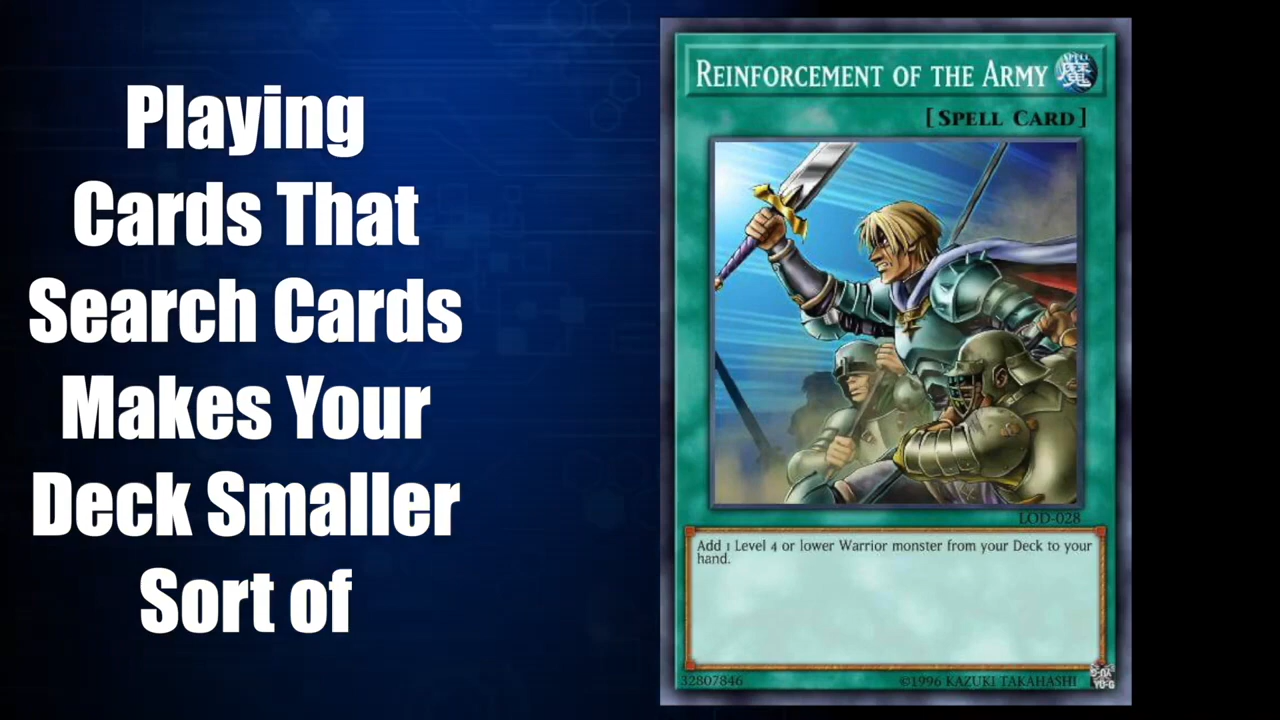 Playing
Cards That
Search Cards
Makes Your
Deck Smaller
Sort of
REINFORCEMENT OF THE ARMY
SPELL
魔
[SPELL CARD]
LOD-028
Add 1 Level 4 or lower Warrior monster from your Deck to your
hand.
32807846
©1996 KAZUKI TAKAHASHI